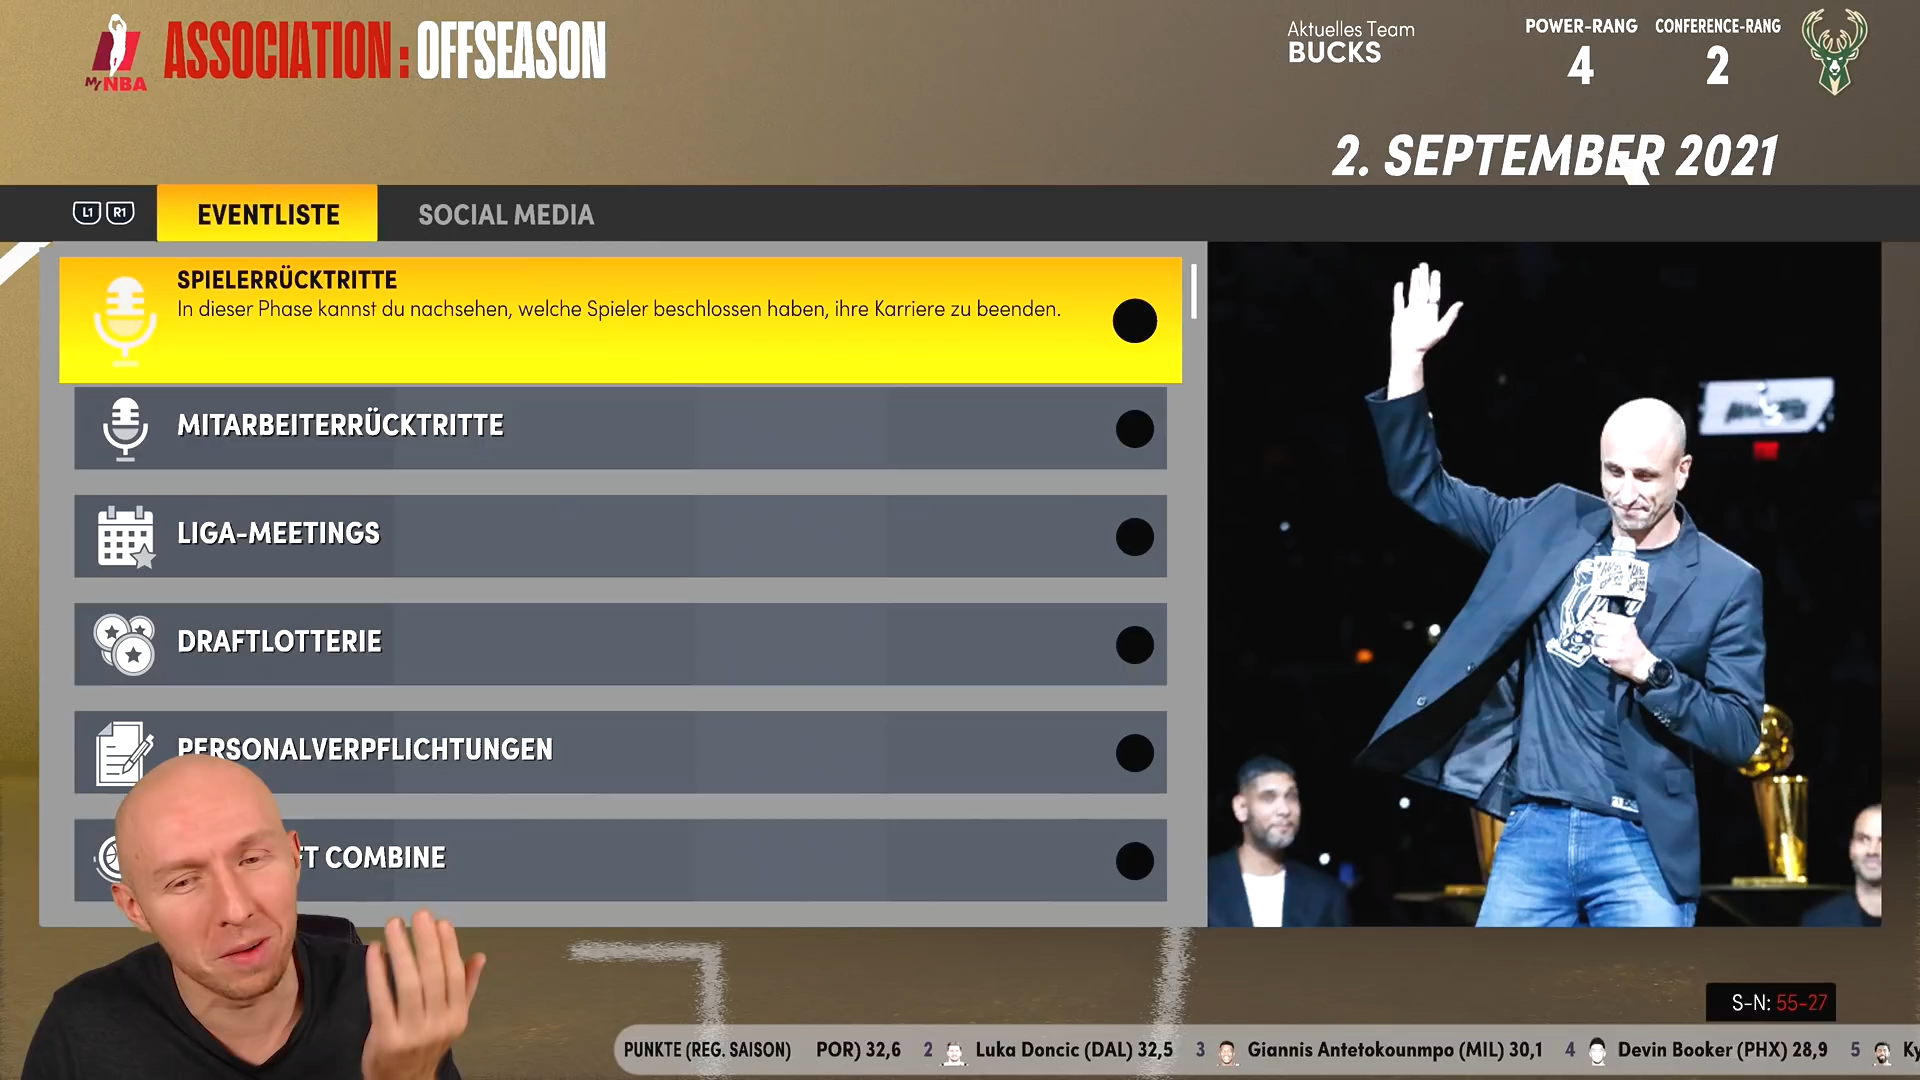 My NBA
ASSOCIATION: OFFSEASON
Aktuelles Team
BUCKS
POWER-RANG
4
CONFERENCE-RANG
2
2. SEPTEMBER 2021
L1 R1
EVENTLISTE
SOCIAL MEDIA
SPIELERRÜCKTRITTE
In dieser Phase kannst du nachsehen, welche Spieler beschlossen haben, ihre Karriere zu beenden.
MITARBEITERRÜCKTRITTE
LIGA-MEETINGS
DRAFTLOTTERIE
PERSONALVERPFLICHTUNGEN
FT COMBINE
S-N: 55-27
PUNKTE (REG. SAISON) POR) 32,6 2 Luka Doncic (DAL) 32,5 3 Giannis Antetokounmpo (MIL) 30,1 4 Devin Booker (PHX) 28,9 5 Ky